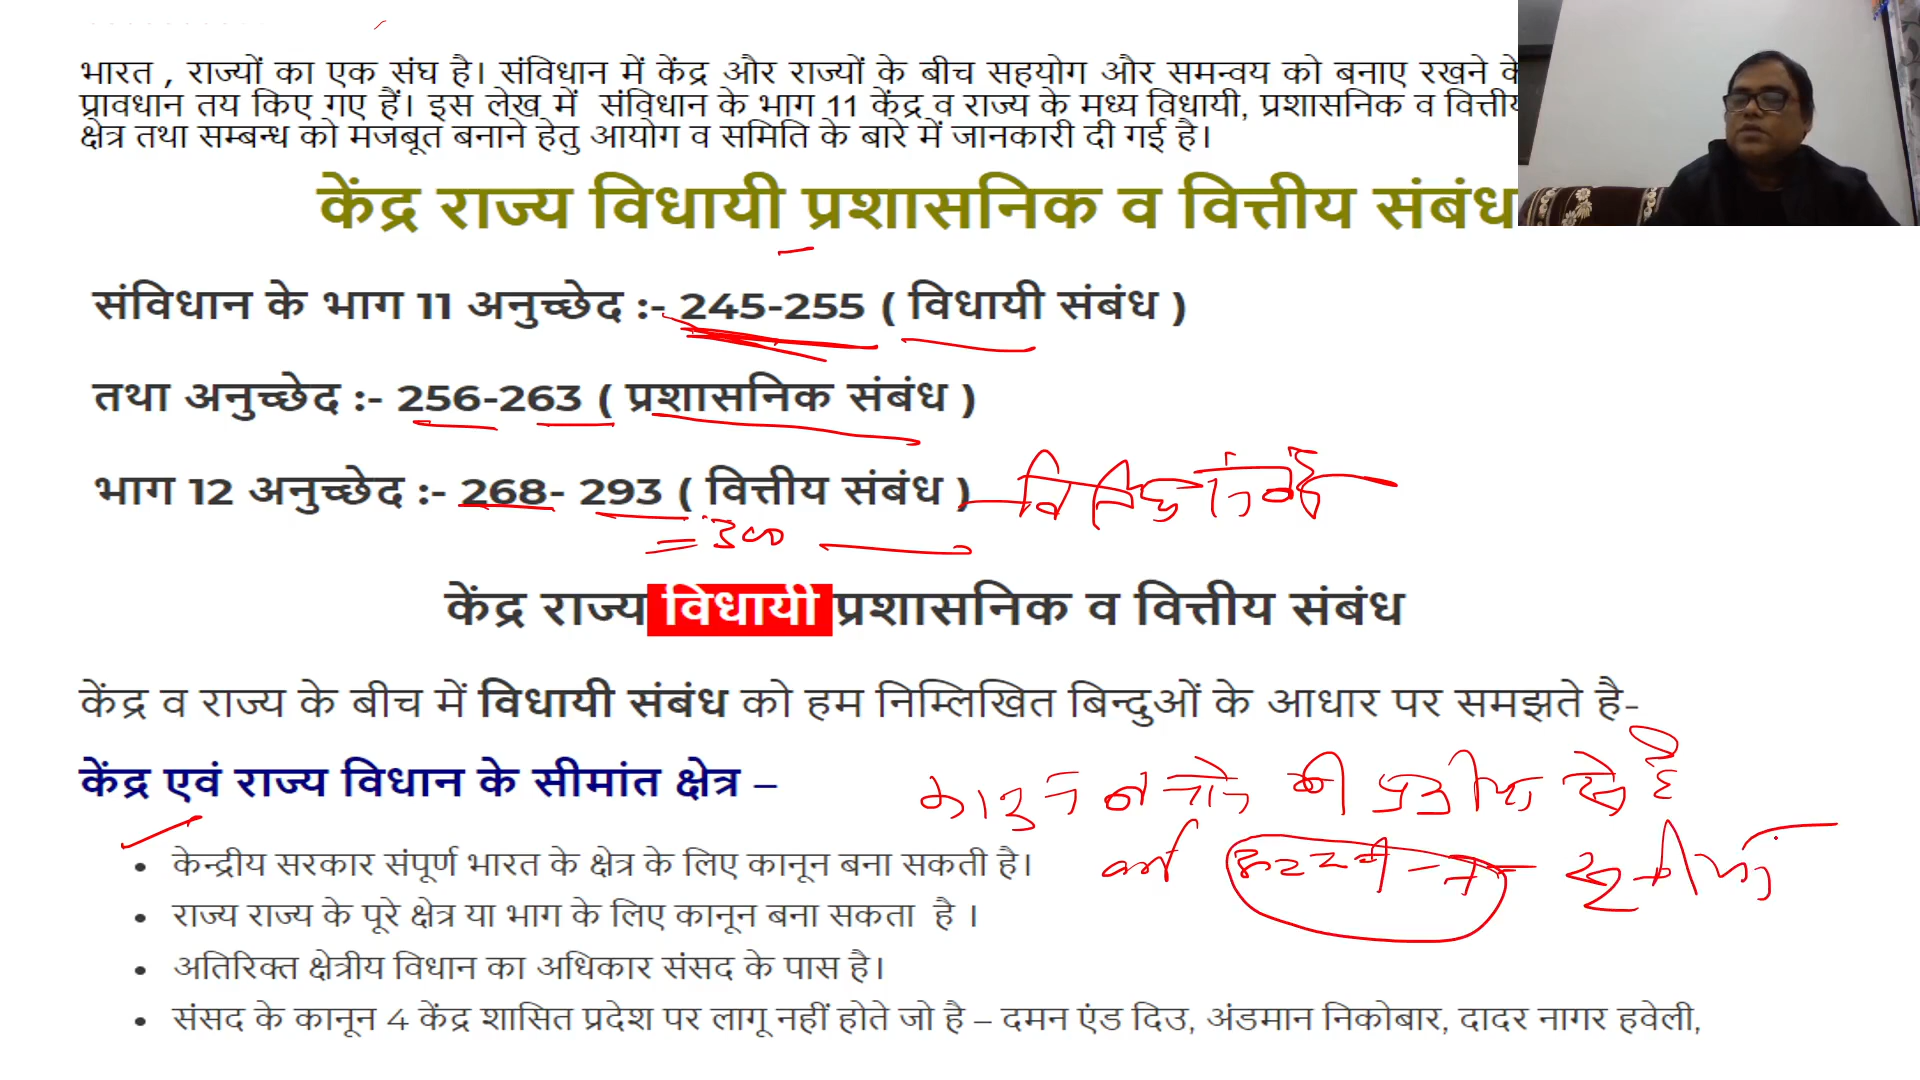 भारत , राज्यों का एक संघ है। संविधान में केंद्र और राज्यों के बीच सहयोग और समन्वय को बनाए रखने के
प्रावधान तय किए गए हैं। इस लेख में संविधान के भाग 11 केंद्र व राज्य के मध्य विधायी, प्रशासनिक व वित्तीय
क्षेत्र तथा सम्बन्ध को मजबूत बनाने हेतु आयोग व समिति के बारे में जानकारी दी गई है।
केंद्र राज्य विधायी प्रशासनिक व वित्तीय संबंध
संविधान के भाग 11 अनुच्छेद :- 245-255 ( विधायी संबंध )
तथा अनुच्छेद :- 256-263 ( प्रशासनिक संबंध )
भाग 12 अनुच्छेद :- 268- 293 ( वित्तीय संबंध )
= 300
केंद्र राज्य विधायी प्रशासनिक व वित्तीय संबंध
केंद्र व राज्य के बीच में विधायी संबंध को हम निम्लिखित बिन्दुओं के आधार पर समझते है-
केंद्र एवं राज्य विधान के सीमांत क्षेत्र –
• केन्द्रीय सरकार संपूर्ण भारत के क्षेत्र के लिए कानून बना सकती है।
• राज्य राज्य के पूरे क्षेत्र या भाग के लिए कानून बना सकता है ।
• अतिरिक्त क्षेत्रीय विधान का अधिकार संसद के पास है।
• संसद के कानून 4 केंद्र शासित प्रदेश पर लागू नहीं होते जो है – दमन एंड दिउ, अंडमान निकोबार, दादर नागर हवेली,